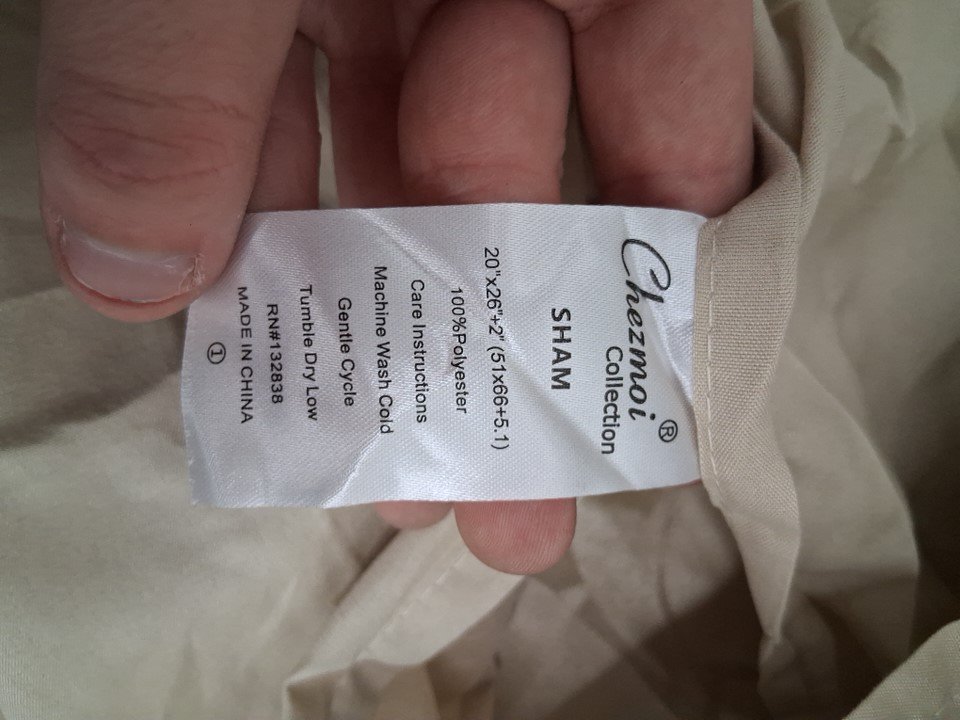 Chezmoi®
Collection
SHAM
20"x26"+2" (51x66+5.1)
100%Polyester
Care Instructions
Machine Wash Cold
Gentle Cycle
Tumble Dry Low
RN#132838
MADE IN CHINA
①